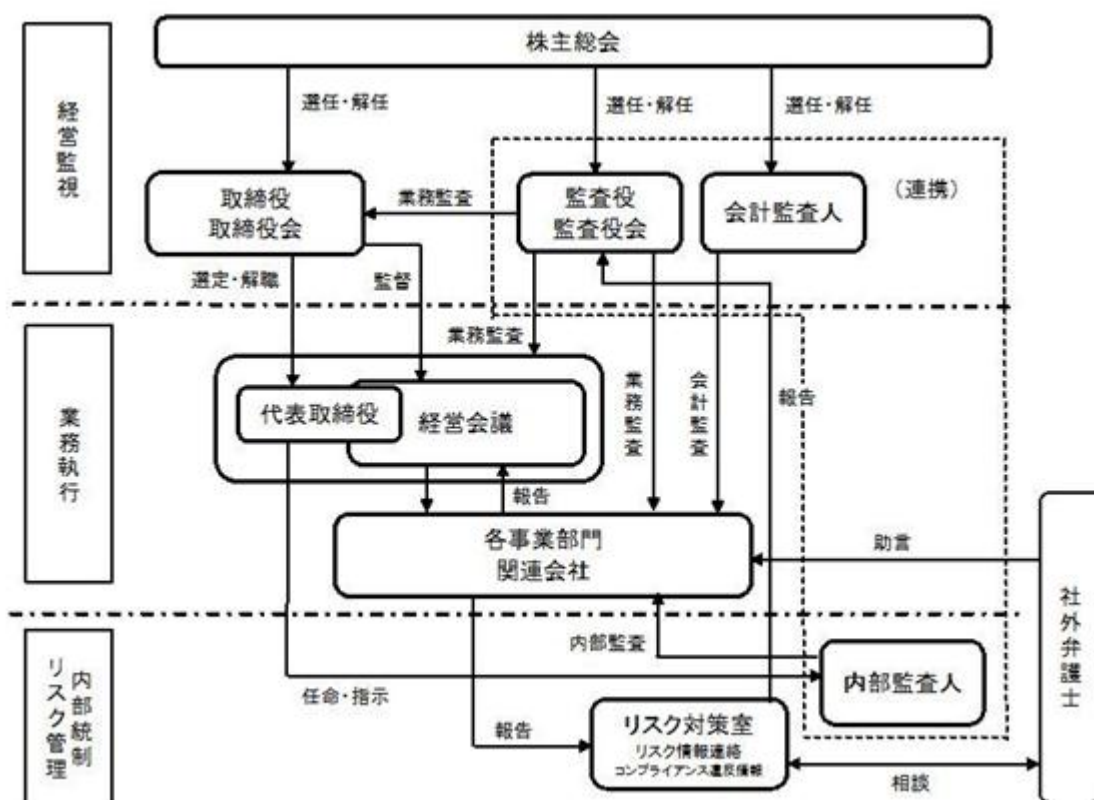 株主総会
選任・解任
選任・解任
選任・解任
経営監視
(連携)
取締役
取締役会
業務監査
監査役
監査役会
会計監査人
選定・解職
監督
業務監査
業務執行
代表取締役
経営会議
業務監査
会計監査
報告
報告
各事業部門
関連会社
助言
社外弁護士
内部統制
リスク管理
内部監査
内部監査人
任命・指示
報告
リスク対策室
リスク情報連絡
コンプライアンス違反情報
相談